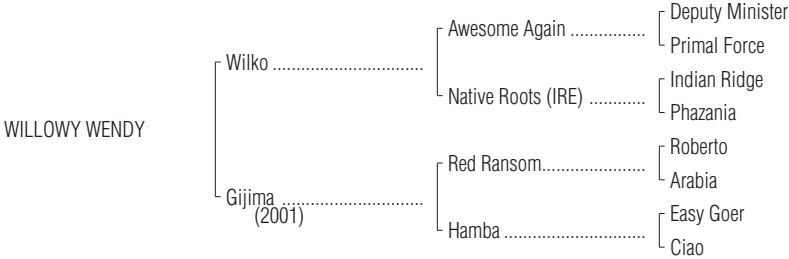 Deputy Minister
Awesome Again ................
Primal Force
Wilko ................................
Indian Ridge
Native Roots (IRE) ............
Phazania
WILLOWY WENDY
Roberto
Red Ransom......................
Arabia
Gijima ..............................
(2001)
Easy Goer
Hamba ..............................
Ciao